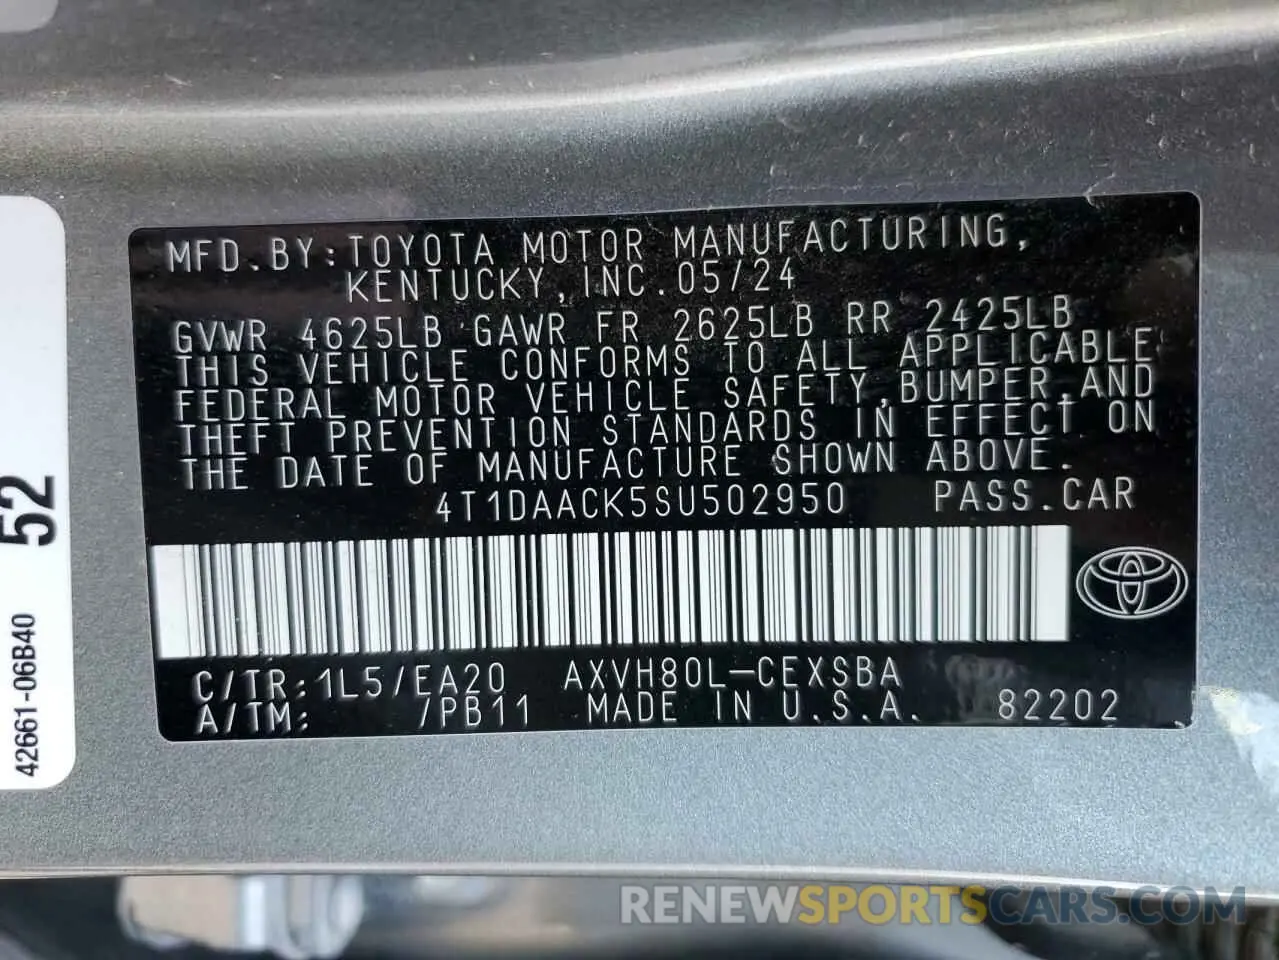 MFD.BY:TOYOTA MOTOR MANUFACTURING,
KENTUCKY,INC.05/24
GVWR 4625LB GAWR FR 2625LB RR 2425LB
THIS VEHICLE CONFORMS TO ALL APPLICABLE
FEDERAL MOTOR VEHICLE SAFETY,BUMPER,AND
THEFT PREVENTION STANDARDS IN EFFECT ON
THE DATE OF MANUFACTURE SHOWN ABOVE.
4T1DAACK5SU502950 PASS.CAR
C/TR:1L5/EA20 AXVH80L-CEXSBA
A/TM: /PB11 MADE IN U.S.A. 82202
52
42661-06B40
RENEWSPORTSCARS.COM